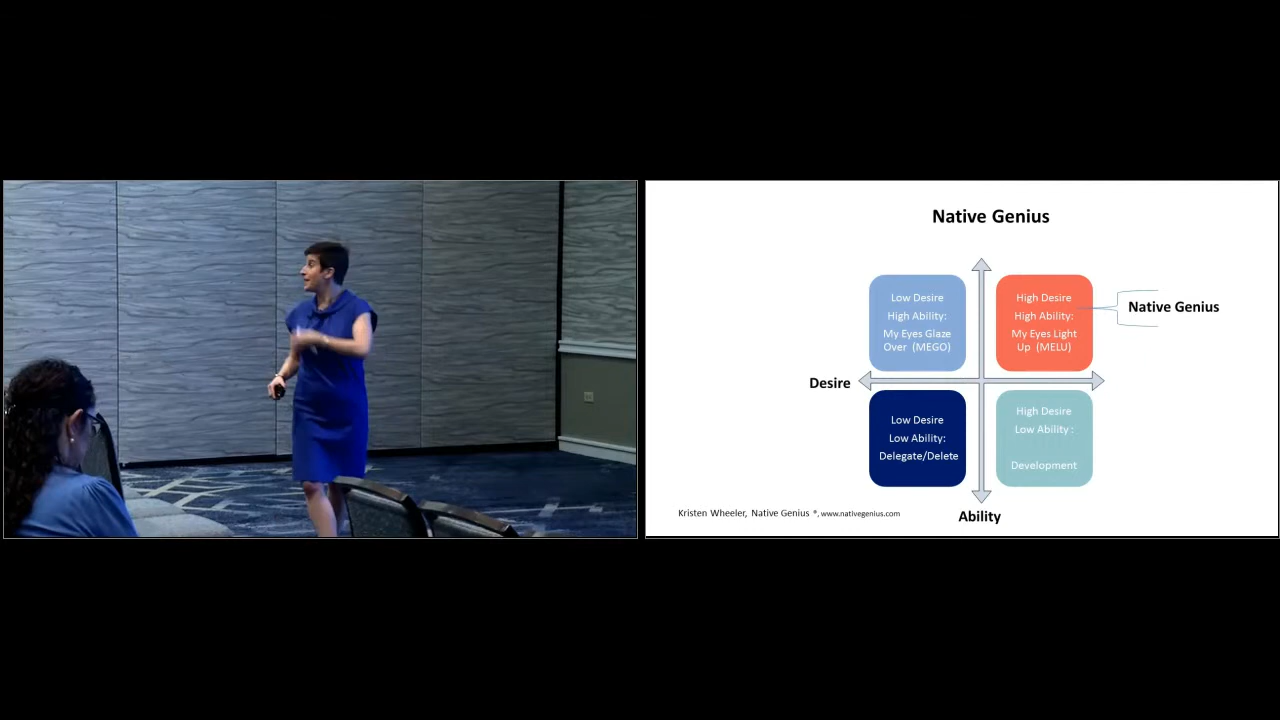 Native Genius
Low Desire
High Ability:
My Eyes Glaze
Over (MEGO)
High Desire
High Ability:
My Eyes Light
Up (MELU)
Native Genius
Desire
Low Desire
Low Ability:
Delegate/Delete
High Desire
Low Ability :
Development
Kristen Wheeler, Native Genius ®, www.nativegenius.com
Ability